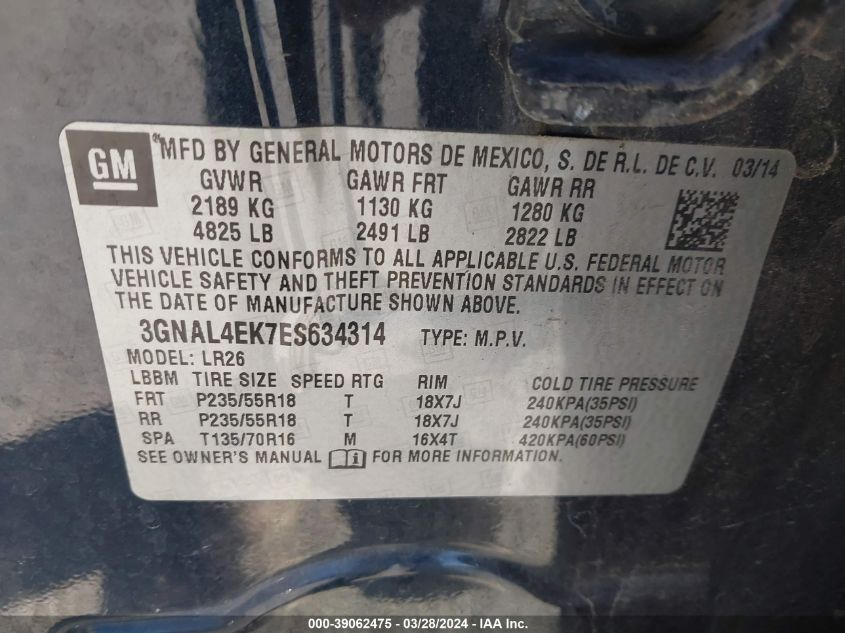 GM
MFD BY GENERAL MOTORS DE MEXICO, S. DE R.L. DE C.V. 03/14
GVWR GAWR FRT GAWR RR
2189 KG 1130 KG 1280 KG
4825 LB 2491 LB 2822 LB
THIS VEHICLE CONFORMS TO ALL APPLICABLE U.S. FEDERAL MOTOR
VEHICLE SAFETY AND THEFT PREVENTION STANDARDS IN EFFECT ON
THE DATE OF MANUFACTURE SHOWN ABOVE.
3GNAL4EK7ES634314 TYPE: M.P.V.
MODEL: LR26
LBBM TIRE SIZE SPEED RTG RIM COLD TIRE PRESSURE
FRT P235/55R18 T 18X7J 240KPA(35PSI)
RR P235/55R18 T 18X7J 240KPA(35PSI)
SPA T135/70R16 M 16X4T 420KPA(60PSI)
SEE OWNER'S MANUAL i FOR MORE INFORMATION.
000-39062475 — 03/28/2024 — IAA Inc.